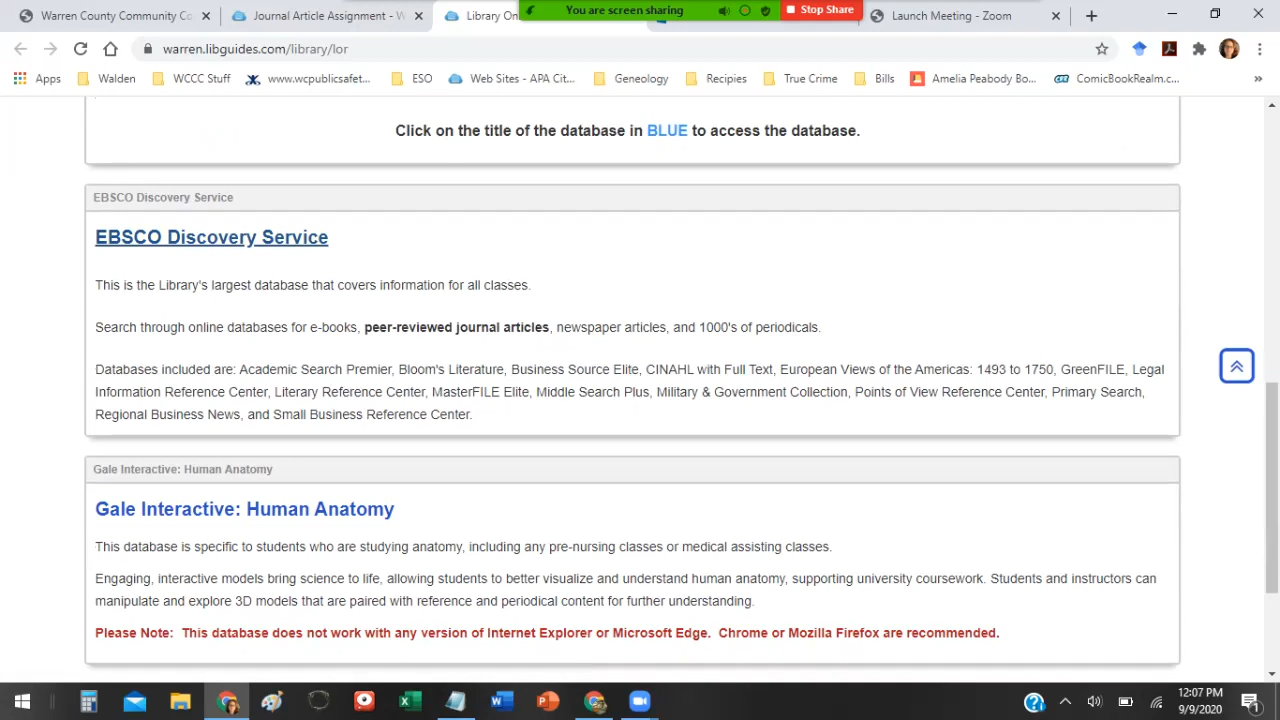 Warren County Community Co
Journal Article Assignment - W
Library On
You are screen sharing
Stop Share
Launch Meeting - Zoom
warren.libguides.com/library/lor
Apps
Walden
WCCC Stuff
www.wcpublicsafet...
ESO
Web Sites - APA Cit...
Geneology
Recipies
True Crime
Bills
Amelia Peabody Bo...
ComicBookRealm.c...
Click on the title of the database in BLUE to access the database.
EBSCO Discovery Service
EBSCO Discovery Service
This is the Library's largest database that covers information for all classes.
Search through online databases for e-books, peer-reviewed journal articles, newspaper articles, and 1000's of periodicals.
Databases included are: Academic Search Premier, Bloom's Literature, Business Source Elite, CINAHL with Full Text, European Views of the Americas: 1493 to 1750, GreenFILE, Legal
Information Reference Center, Literary Reference Center, MasterFILE Elite, Middle Search Plus, Military & Government Collection, Points of View Reference Center, Primary Search,
Regional Business News, and Small Business Reference Center.
Gale Interactive: Human Anatomy
Gale Interactive: Human Anatomy
This database is specific to students who are studying anatomy, including any pre-nursing classes or medical assisting classes.
Engaging, interactive models bring science to life, allowing students to better visualize and understand human anatomy, supporting university coursework. Students and instructors can
manipulate and explore 3D models that are paired with reference and periodical content for further understanding.
Please Note: This database does not work with any version of Internet Explorer or Microsoft Edge. Chrome or Mozilla Firefox are recommended.
12:07 PM
9/9/2020